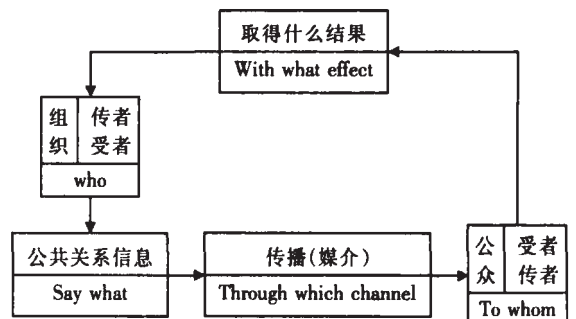 取得什么结果
With what effect
组 传者
织 受者
who
公共关系信息
Say what
传播(媒介)
Through which channel
公 受者
众 传者
To whom